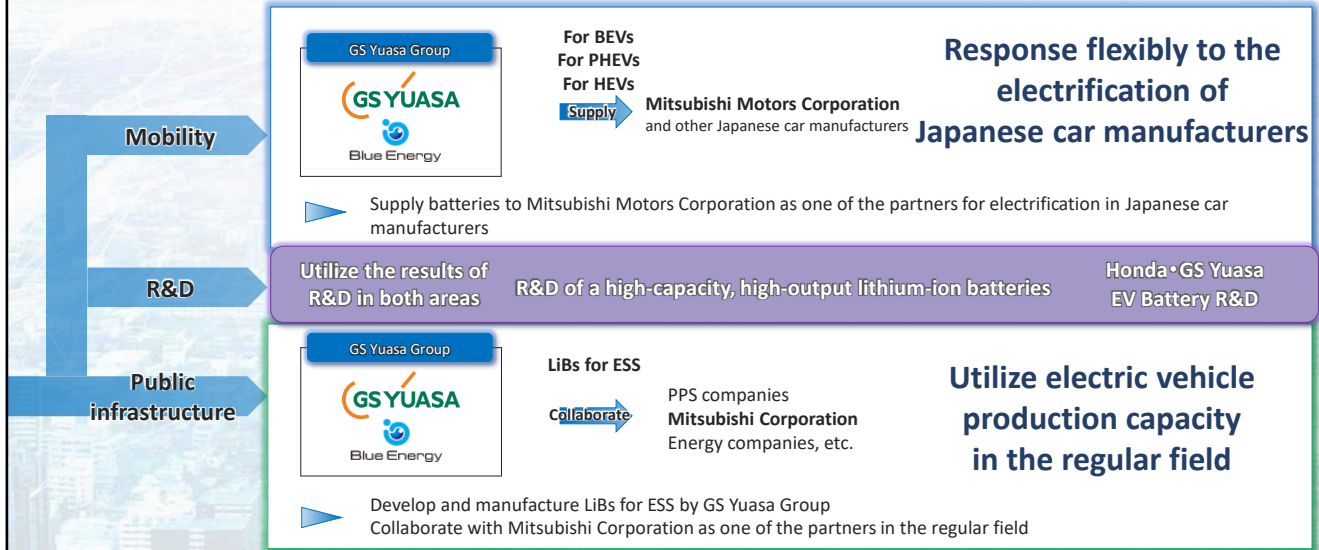 Mobility
GS Yuasa Group
GS YUASA
Blue Energy
For BEVs
For PHEVs
For HEVs
Supply
Mitsubishi Motors Corporation
and other Japanese car manufacturers
Response flexibly to the
electrification of
Japanese car manufacturers
Supply batteries to Mitsubishi Motors Corporation as one of the partners for electrification in Japanese car
manufacturers
R&D
Utilize the results of
R&D in both areas
R&D of a high-capacity, high-output lithium-ion batteries
Honda・GS Yuasa
EV Battery R&D
Public
infrastructure
GS Yuasa Group
GS YUASA
Blue Energy
LiBs for ESS
Collaborate
PPS companies
Mitsubishi Corporation
Energy companies, etc.
Utilize electric vehicle
production capacity
in the regular field
Develop and manufacture LiBs for ESS by GS Yuasa Group
Collaborate with Mitsubishi Corporation as one of the partners in the regular field